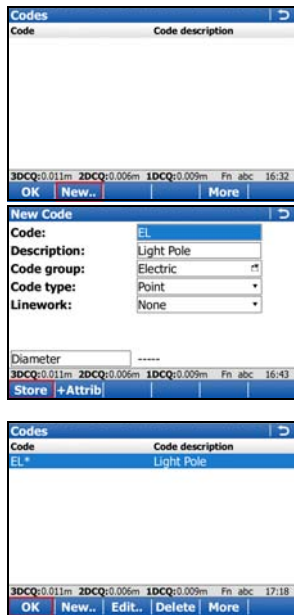 Codes
Code Code description
3DCQ:0.011m 2DCQ:0.006m 1DCQ:0.009m Fn abc 16:32
OK New.. More
New Code
Code: EL
Description: Light Pole
Code group: Electric
Code type: Point
Linework: None
Diameter -----
3DCQ:0.011m 2DCQ:0.006m 1DCQ:0.009m Fn abc 16:43
Store +Attrib
Codes
Code Code description
EL* Light Pole
3DCQ:0.011m 2DCQ:0.006m 1DCQ:0.009m Fn abc 17:18
OK New.. Edit.. Delete More